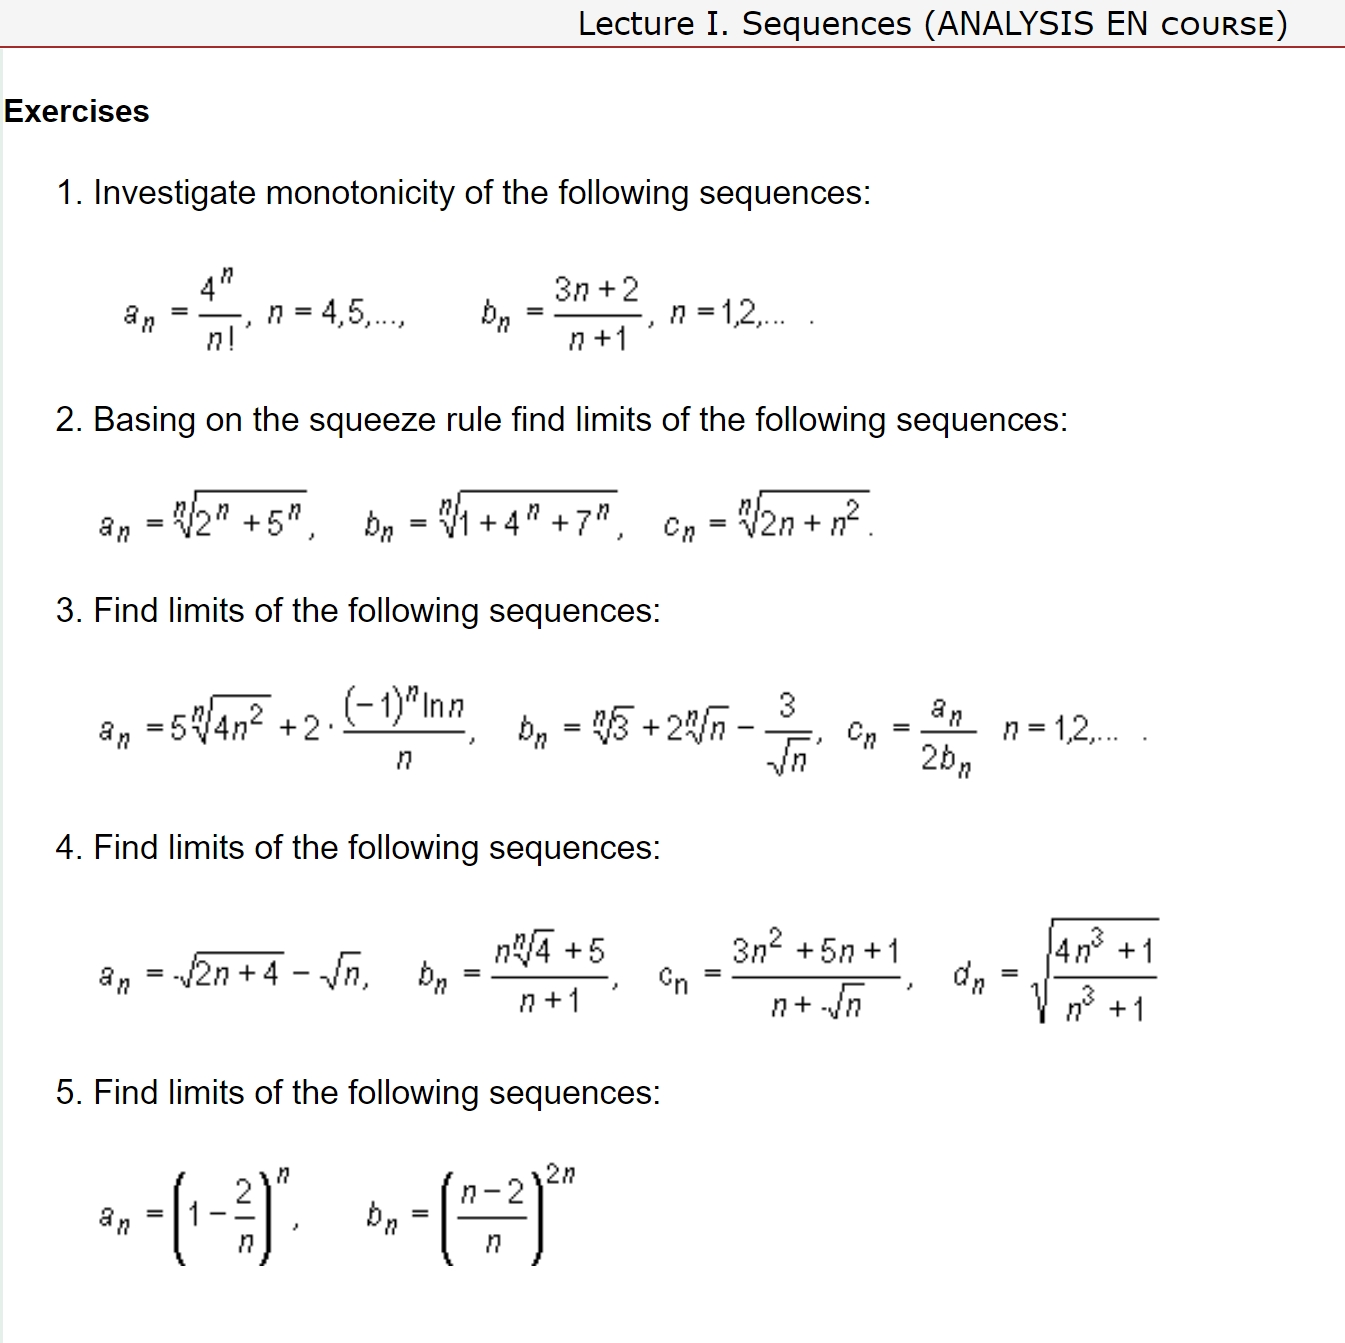 Lecture I. Sequences (ANALYSIS EN COURSE)
Exercises
1. Investigate monotonicity of the following sequences:
a_n = \frac{4^n}{n!}, n = 4,5,..., b_n = \frac{3n+2}{n+1}, n = 1,2,... .
2. Basing on the squeeze rule find limits of the following sequences:
a_n = \sqrt[n]{2^n + 5^n}, b_n = \sqrt[n]{1 + 4^n + 7^n}, c_n = \sqrt[n]{2n + n^2}.
3. Find limits of the following sequences:
a_n = 5\sqrt[n]{4n^2} + 2 \cdot \frac{(-1)^n \ln n}{n}, b_n = \sqrt[n]{3} + 2\sqrt[n]{n} - \frac{3}{\sqrt{n}}, c_n = \frac{a_n}{2b_n} n = 1,2,... .
4. Find limits of the following sequences:
a_n = \sqrt{2n+4} - \sqrt{n}, b_n = \frac{n\sqrt[n]{4} + 5}{n+1}, c_n = \frac{3n^2 + 5n + 1}{n + \sqrt{n}}, d_n = \sqrt{\frac{4n^3 + 1}{n^3 + 1}}
5. Find limits of the following sequences:
a_n = \left(1 - \frac{2}{n}\right)^n, b_n = \left(\frac{n-2}{n}\right)^{2n}